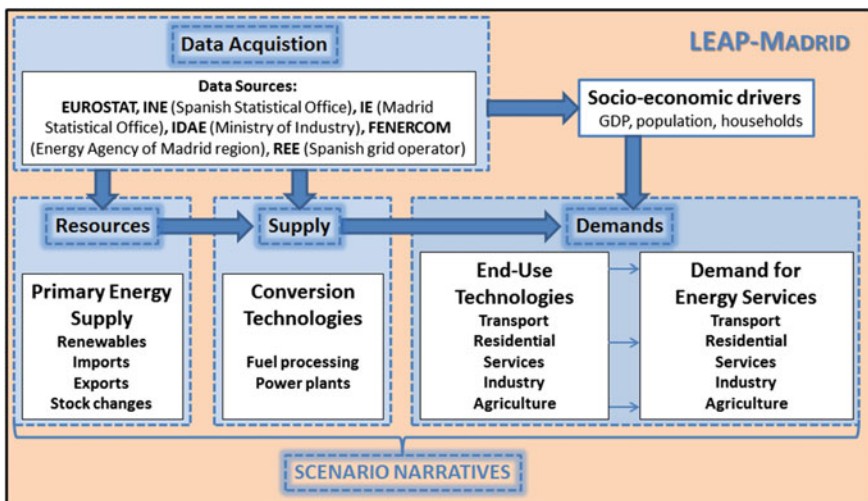 LEAP-MADRID
Data Acquistion
Data Sources:
EUROSTAT, INE (Spanish Statistical Office), IE (Madrid
Statistical Office), IDAE (Ministry of Industry), FENERCOM
(Energy Agency of Madrid region), REE (Spanish grid operator)
Socio-economic drivers
GDP, population, households
Resources
Supply
Demands
Primary Energy
Supply
Renewables
Imports
Exports
Stock changes
Conversion
Technologies
Fuel processing
Power plants
End-Use
Technologies
Transport
Residential
Services
Industry
Agriculture
Demand for
Energy Services
Transport
Residential
Services
Industry
Agriculture
SCENARIO NARRATIVES